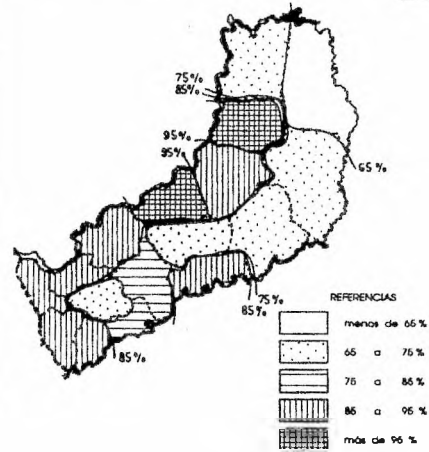 75%
85%
95%
95%
65%
75%
85%
85%
REFERENCIAS
menos de 65 %
65 a 75 %
75 a 85 %
85 a 95 %
más de 95 %